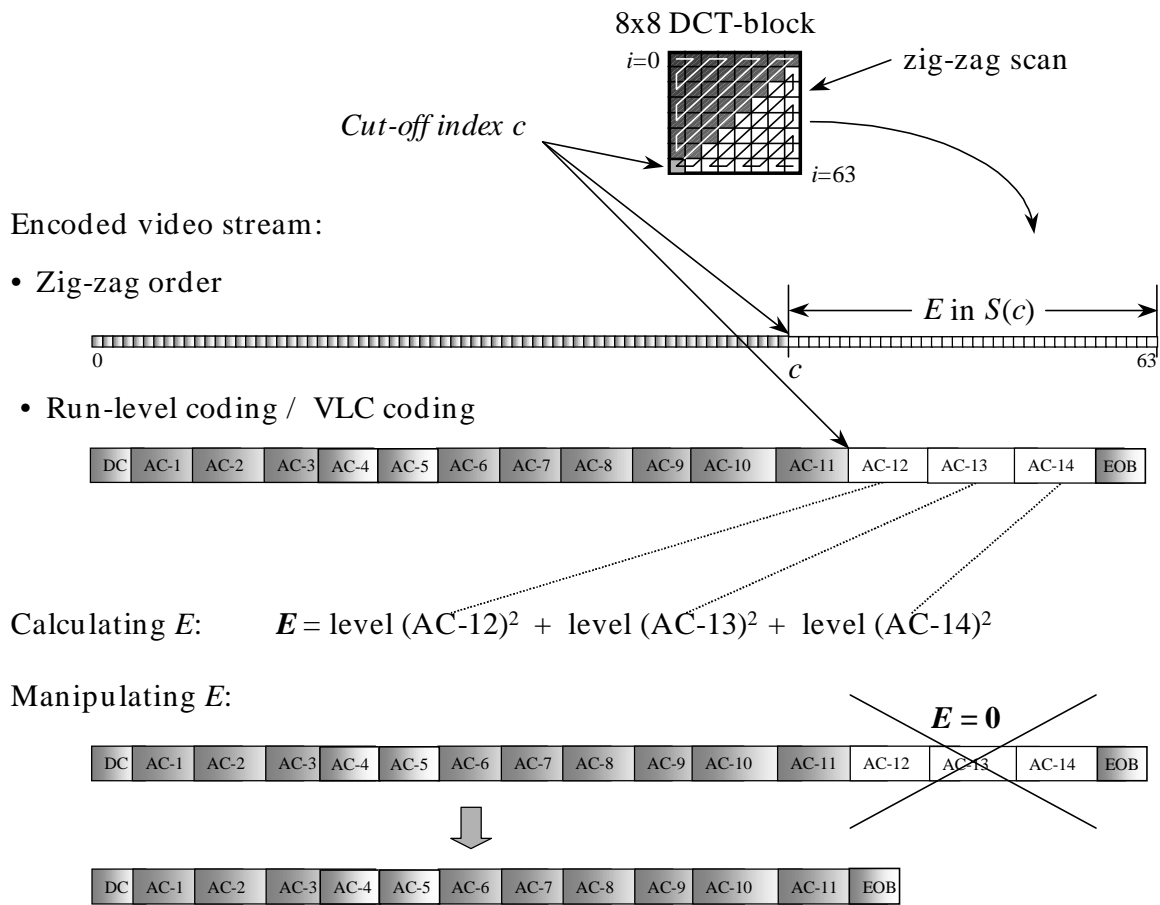 8x8 DCT-block
i=0
zig-zag scan
Cut-off index c
i=63
Encoded video stream:
• Zig-zag order
E in S(c)
0
c
63
• Run-level coding / VLC coding
DC AC-1 AC-2 AC-3 AC-4 AC-5 AC-6 AC-7 AC-8 AC-9 AC-10 AC-11 AC-12 AC-13 AC-14 EOB
Calculating E: E = level (AC-12)² + level (AC-13)² + level (AC-14)²
Manipulating E:
E = 0
DC AC-1 AC-2 AC-3 AC-4 AC-5 AC-6 AC-7 AC-8 AC-9 AC-10 AC-11 AC-12 AC-13 AC-14 EOB
DC AC-1 AC-2 AC-3 AC-4 AC-5 AC-6 AC-7 AC-8 AC-9 AC-10 AC-11 EOB